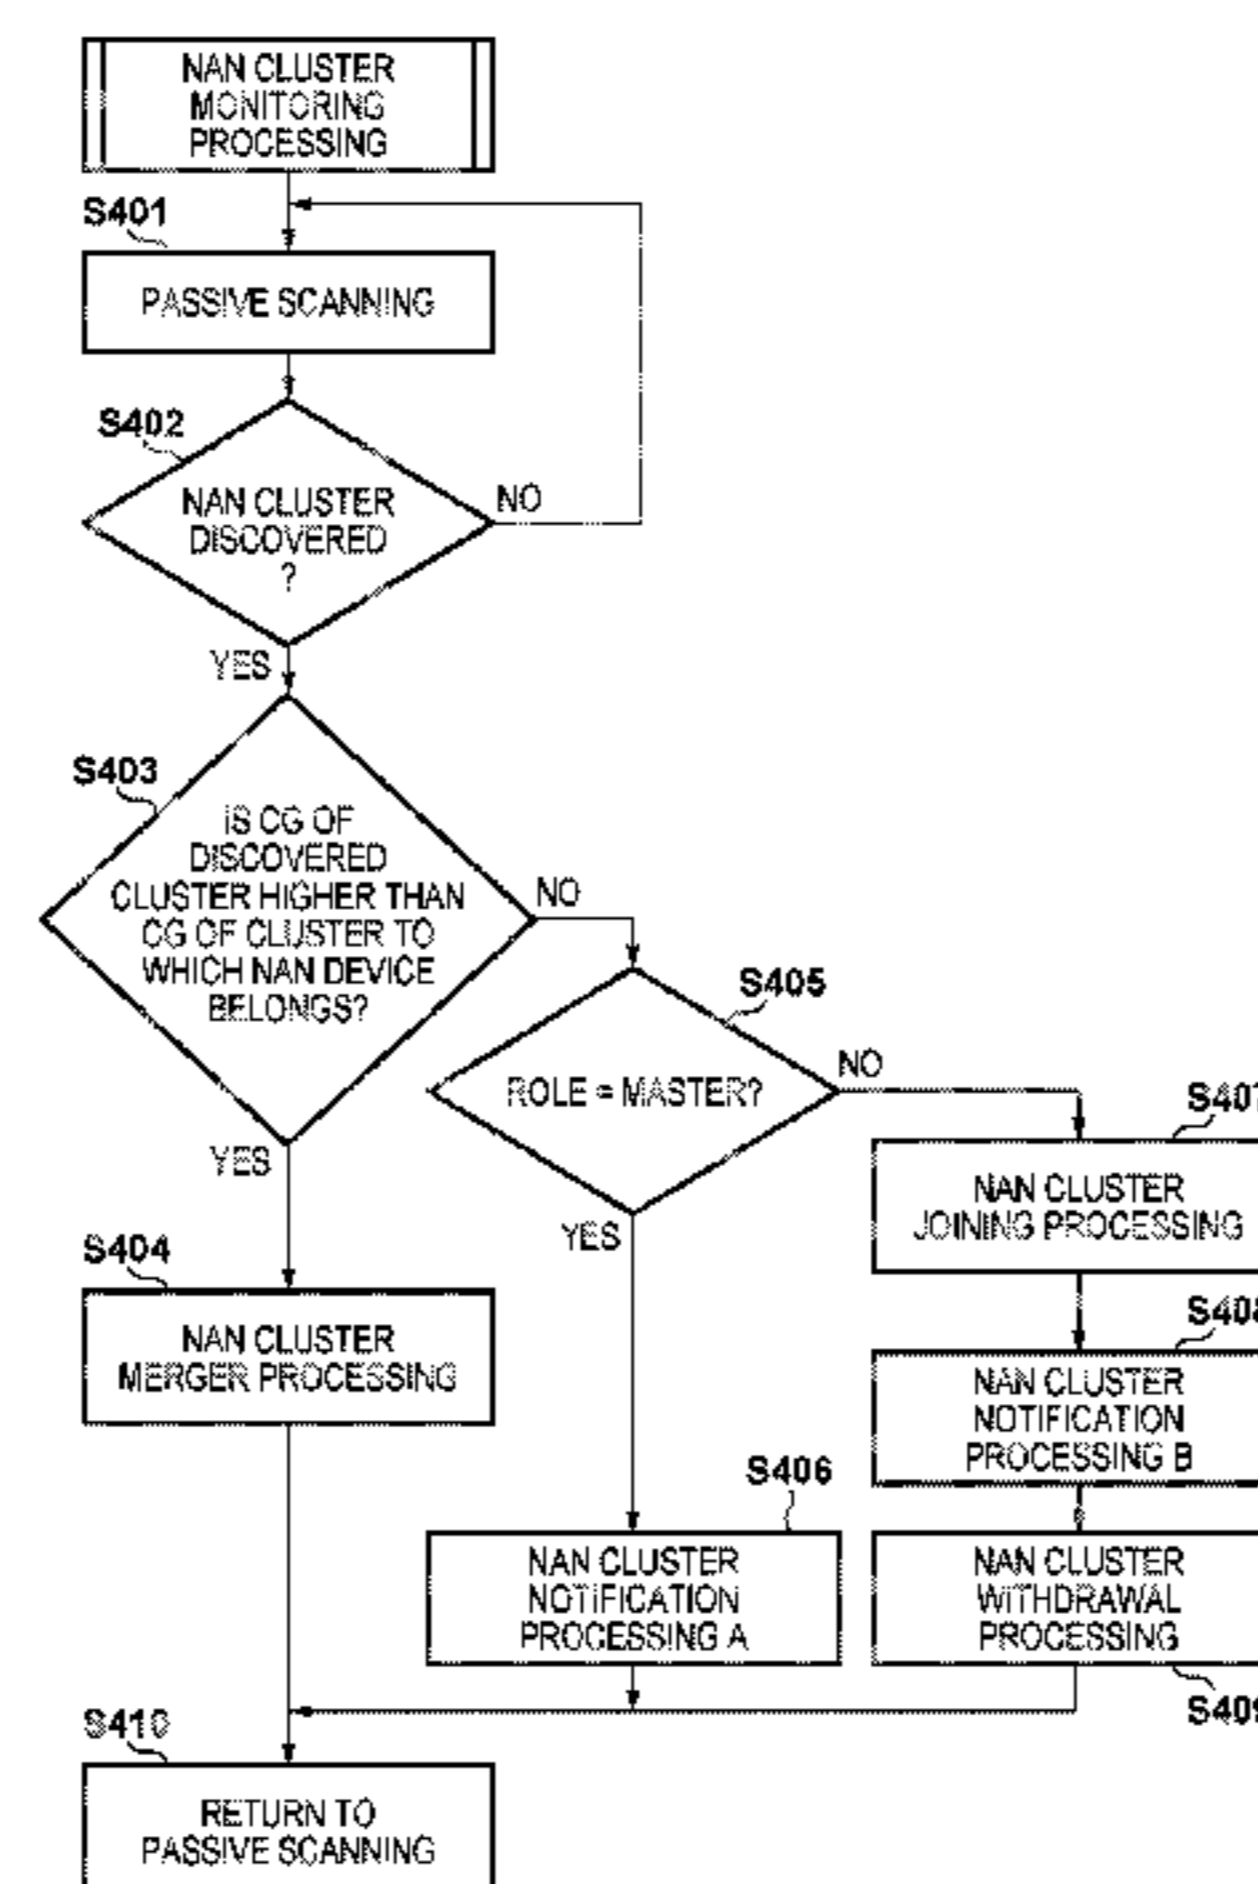 NAN CLUSTER
MONITORING
PROCESSING
S401
PASSIVE SCANNING
S402
NAN CLUSTER
DISCOVERED
?
NO
YES
S403
IS CG OF
DISCOVERED
CLUSTER HIGHER THAN
CG OF CLUSTER TO
WHICH NAN DEVICE
BELONGS?
NO
YES
S405
ROLE = MASTER?
NO
YES
S407
NAN CLUSTER
JOINING PROCESSING
S404
NAN CLUSTER
MERGER PROCESSING
S408
NAN CLUSTER
NOTIFICATION
PROCESSING B
S406
NAN CLUSTER
NOTIFICATION
PROCESSING A
NAN CLUSTER
WITHDRAWAL
PROCESSING
S409
S410
RETURN TO
PASSIVE SCANNING